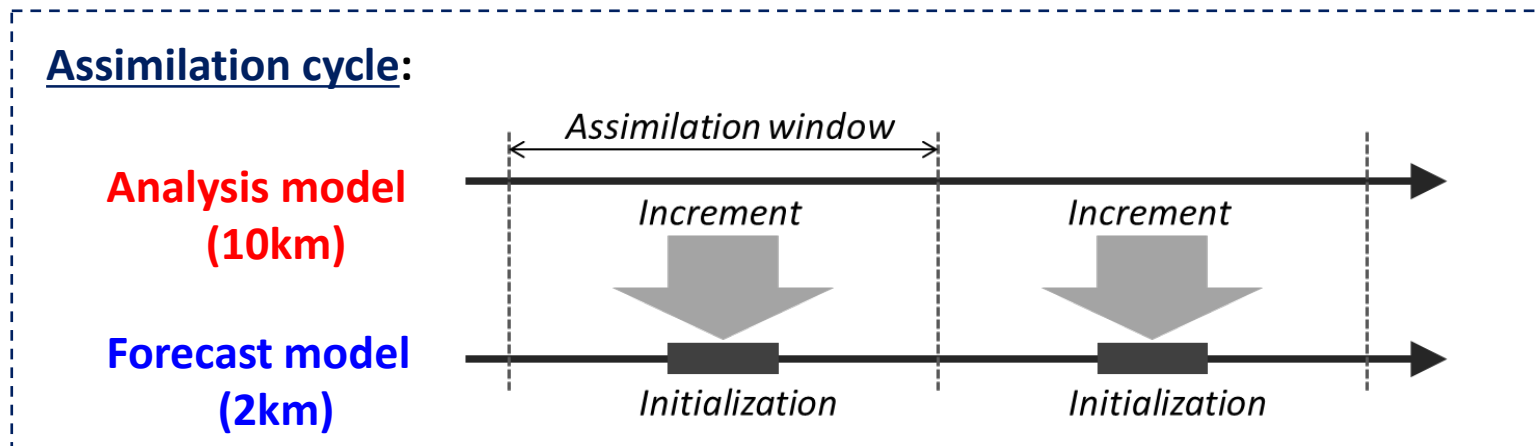 Assimilation cycle:
Assimilation window
Analysis model
(10km)
Increment
Increment
Forecast model
(2km)
Initialization
Initialization